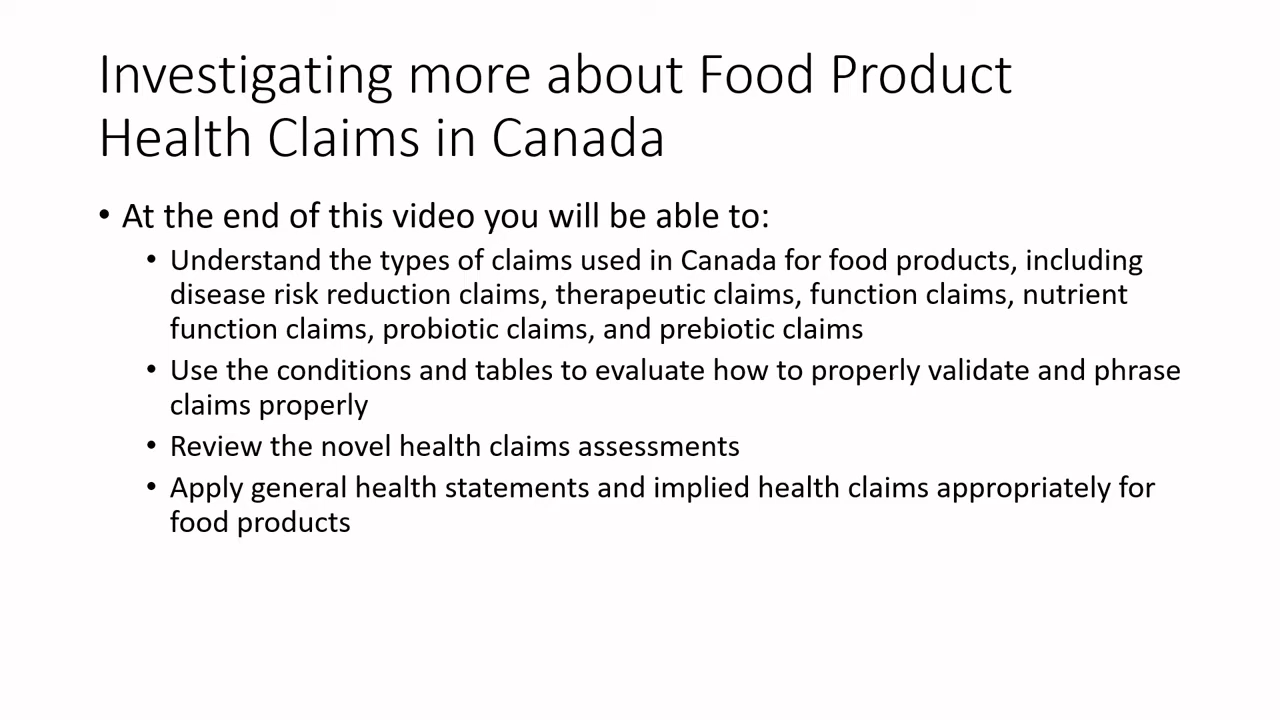 Investigating more about Food Product
Health Claims in Canada
• At the end of this video you will be able to:
• Understand the types of claims used in Canada for food products, including
disease risk reduction claims, therapeutic claims, function claims, nutrient
function claims, probiotic claims, and prebiotic claims
• Use the conditions and tables to evaluate how to properly validate and phrase
claims properly
• Review the novel health claims assessments
• Apply general health statements and implied health claims appropriately for
food products